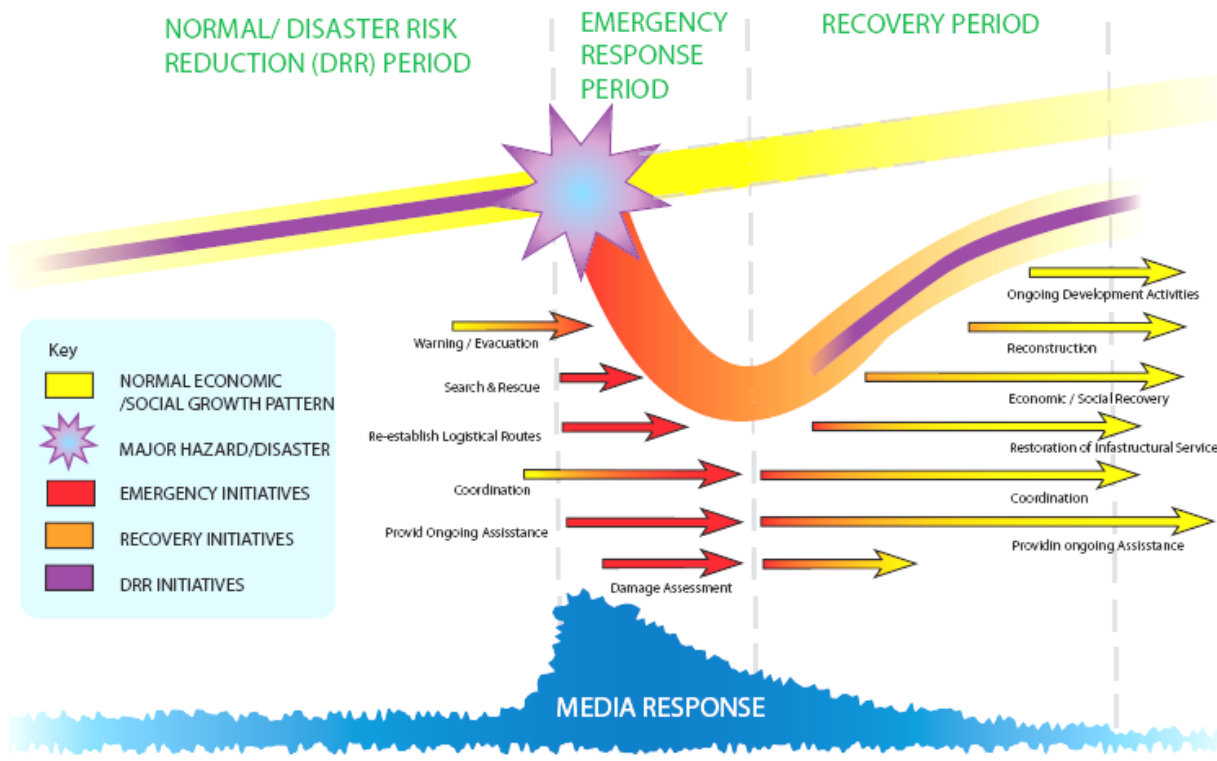 NORMAL/ DISASTER RISK
REDUCTION (DRR) PERIOD
EMERGENCY
RESPONSE
PERIOD
RECOVERY PERIOD
Key
NORMAL ECONOMIC
/SOCIAL GROWTH PATTERN
MAJOR HAZARD/DISASTER
EMERGENCY INITIATIVES
RECOVERY INITIATIVES
DRR INITIATIVES
Warning / Evacuation
Search & Rescue
Re-establish Logistical Routes
Coordination
Provid Ongoing Assisstance
Damage Assessment
Ongoing Development Activities
Reconstruction
Economic / Social Recovery
Restoration of Infastructural Service
Coordination
Providin ongoing Assisstance
MEDIA RESPONSE